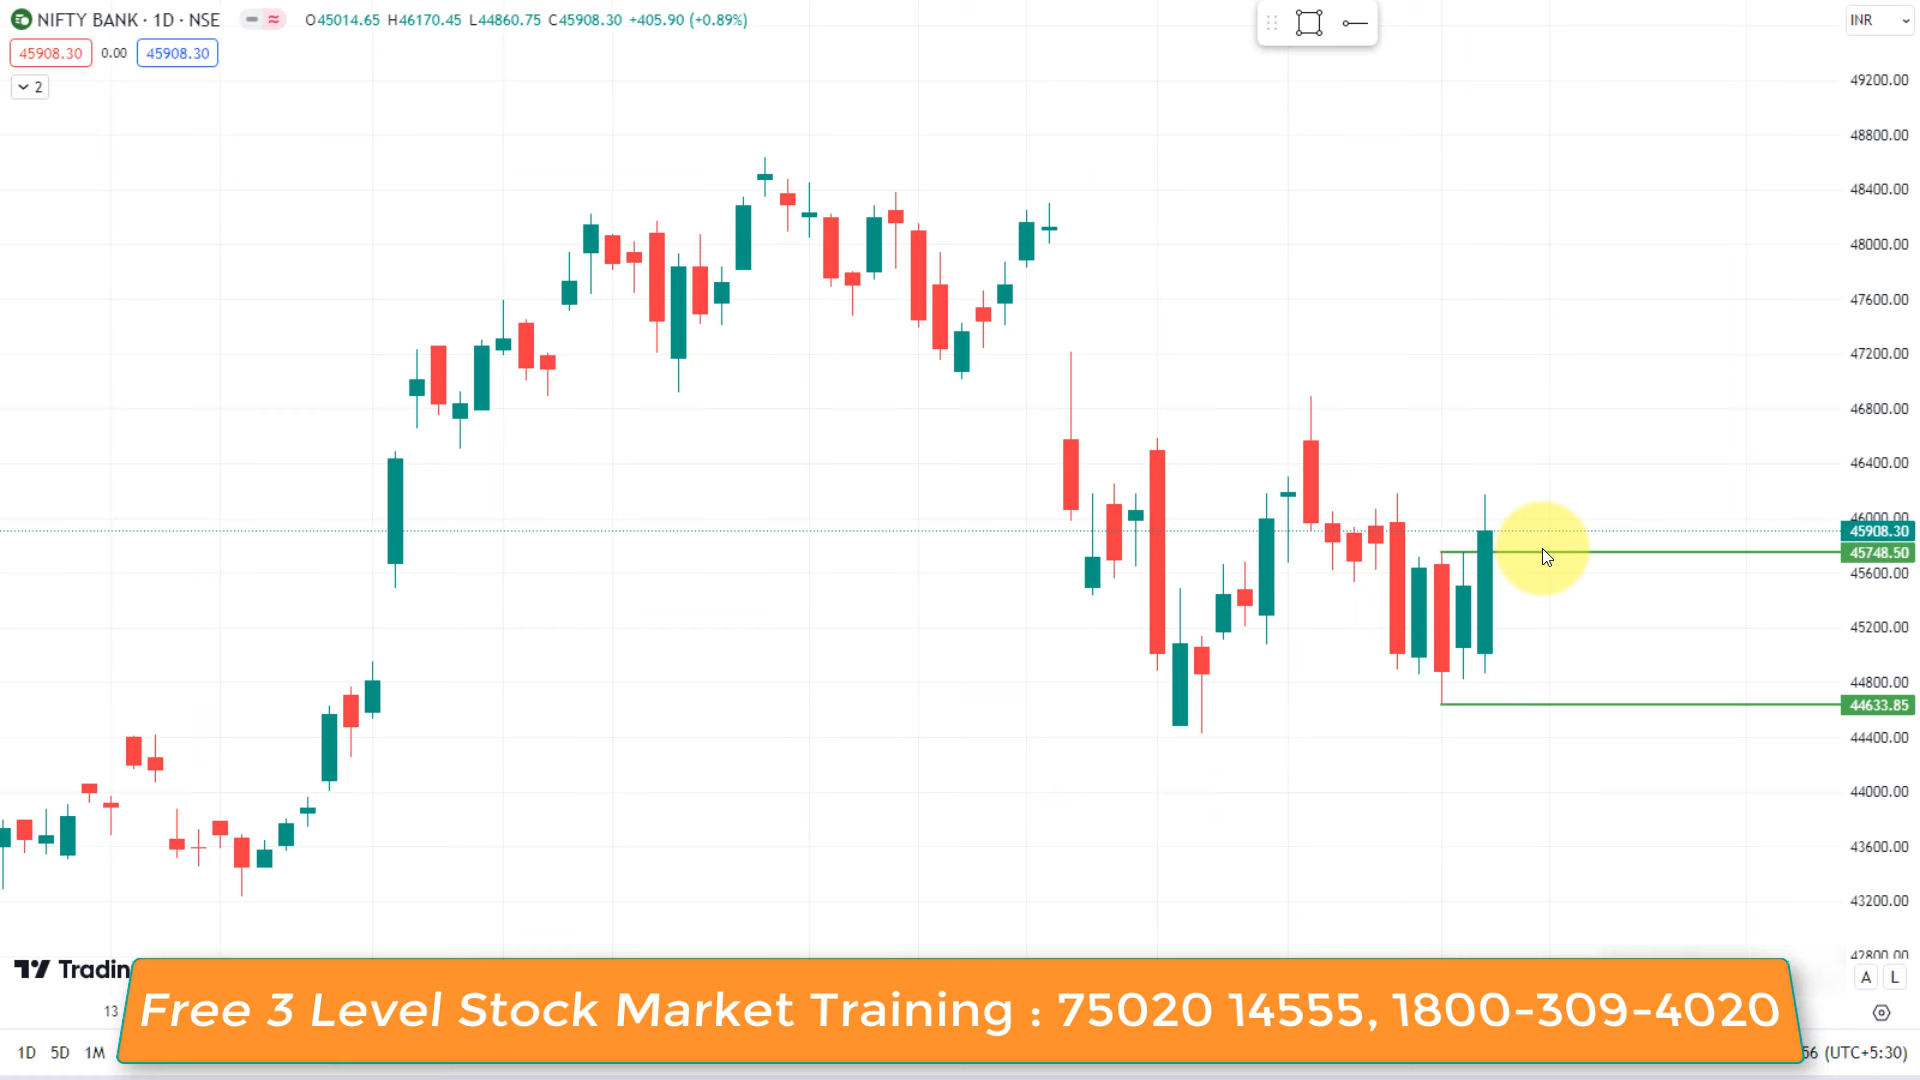 NIFTY BANK · 1D · NSE
O45014.65 H46170.45 L44860.75 C45908.30 +405.90 (+0.89%)
INR
45908.30 0.00 45908.30
2
49200.00
48800.00
48400.00
48000.00
47600.00
47200.00
46800.00
46400.00
46000.00
45908.30
45748.50
45600.00
45200.00
44800.00
44633.85
44400.00
44000.00
43600.00
43200.00
42800.00
Tradin
A L
13
Free 3 Level Stock Market Training : 75020 14555, 1800-309-4020
1D 5D 1M
56 (UTC+5:30)